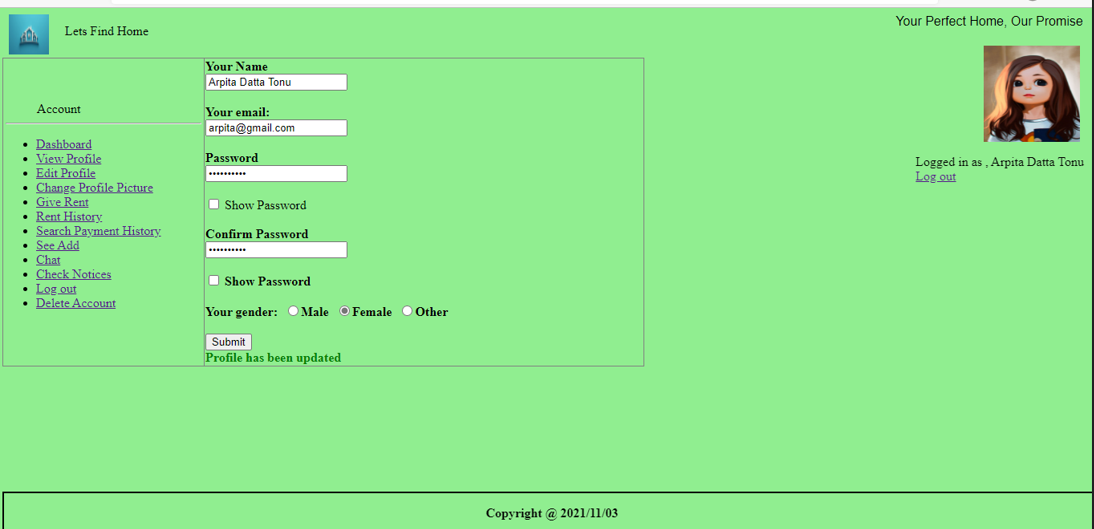 Lets Find Home
Your Perfect Home, Our Promise
Logged in as , Arpita Datta Tonu
Log out
Account
Dashboard
View Profile
Edit Profile
Change Profile Picture
Give Rent
Rent History
Search Payment History
See Add
Chat
Check Notices
Log out
Delete Account
Your Name
Arpita Datta Tonu
Your email:
arpita@gmail.com
Password
••••••••••
Show Password
Confirm Password
••••••••••
Show Password
Your gender: Male Female Other
Submit
Profile has been updated
Copyright @ 2021/11/03